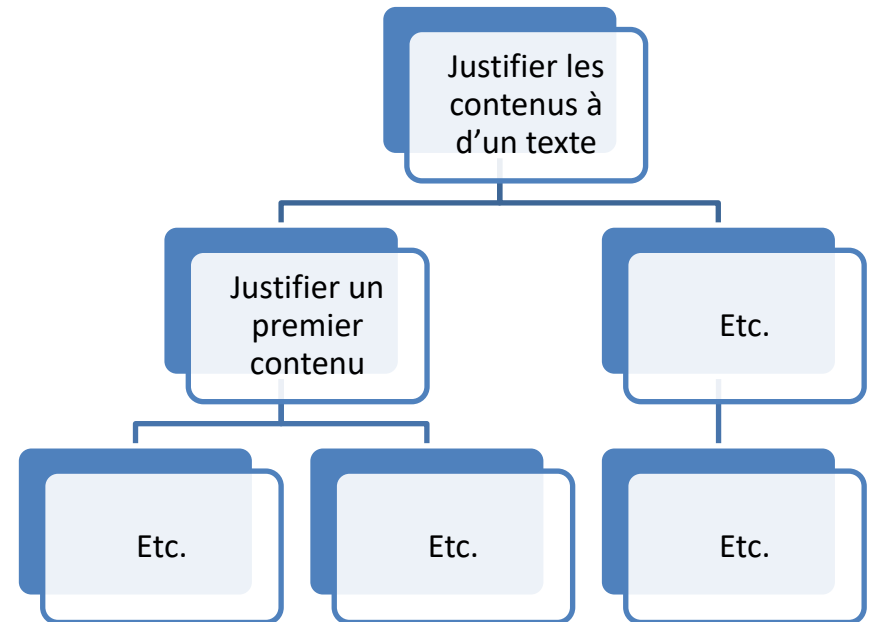 Justifier les
contenus à
d'un texte
Justifier un
premier
contenu
Etc.
Etc.
Etc.
Etc.